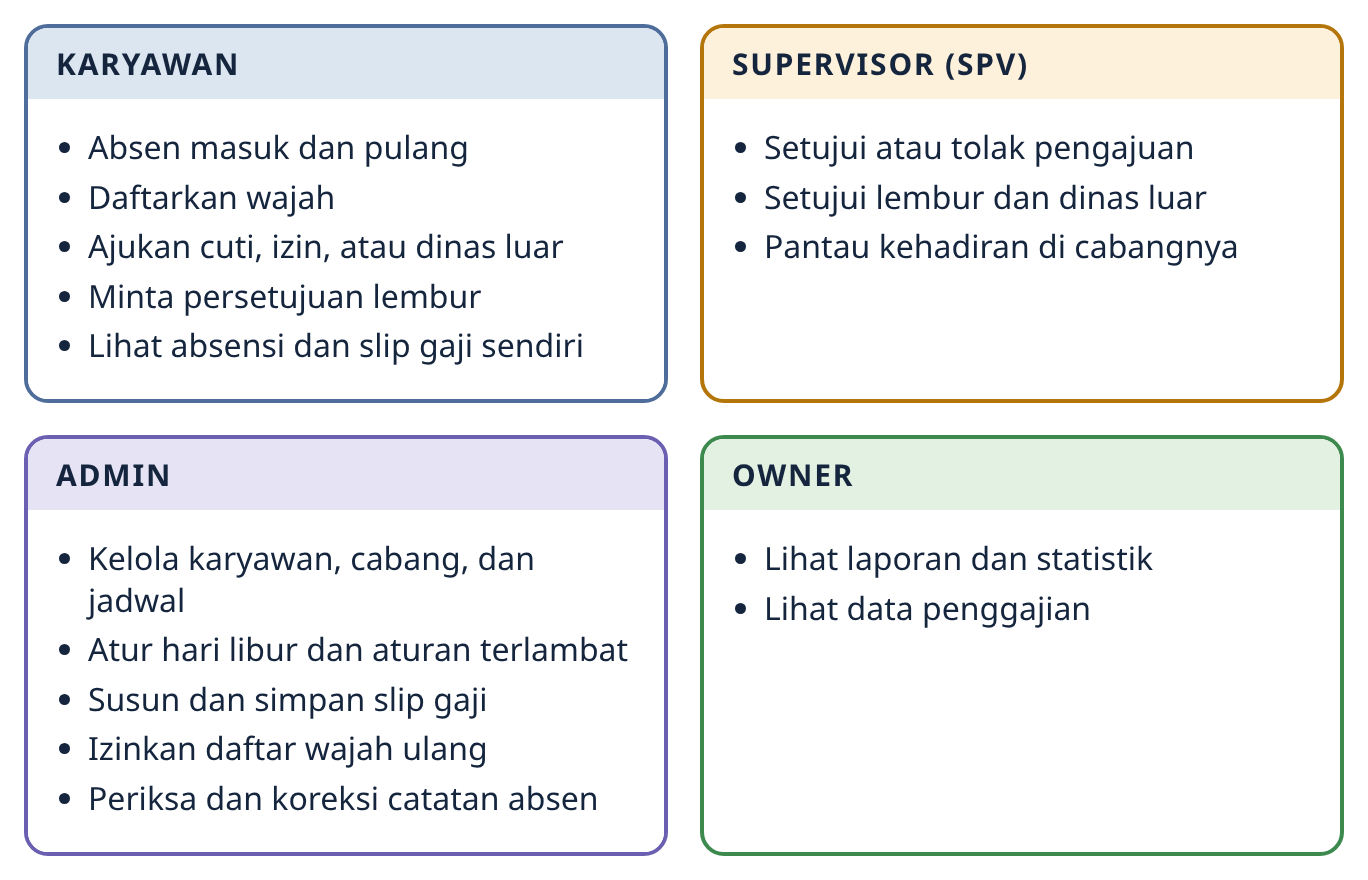 KARYAWAN
• Absen masuk dan pulang
• Daftarkan wajah
• Ajukan cuti, izin, atau dinas luar
• Minta persetujuan lembur
• Lihat absensi dan slip gaji sendiri
SUPERVISOR (SPV)
• Setujui atau tolak pengajuan
• Setujui lembur dan dinas luar
• Pantau kehadiran di cabangnya
ADMIN
• Kelola karyawan, cabang, dan
jadwal
• Atur hari libur dan aturan terlambat
• Susun dan simpan slip gaji
• Izinkan daftar wajah ulang
• Periksa dan koreksi catatan absen
OWNER
• Lihat laporan dan statistik
• Lihat data penggajian